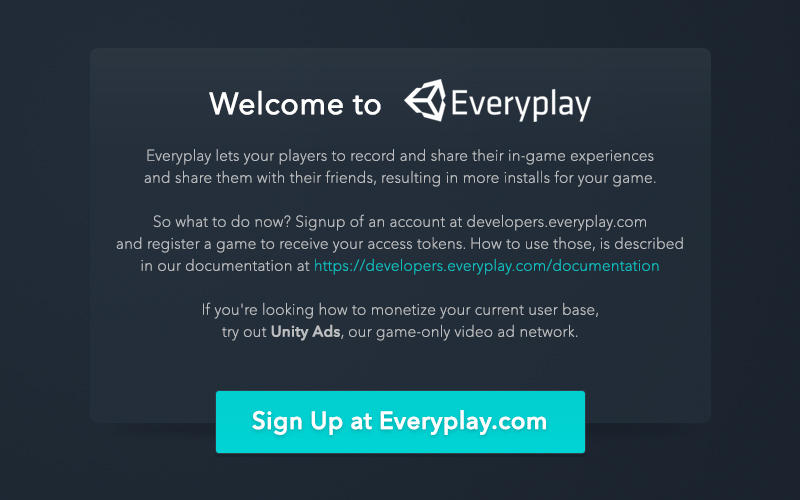 Welcome to Everyplay
Everyplay lets your players to record and share their in-game experiences
and share them with their friends, resulting in more installs for your game.
So what to do now? Signup of an account at developers.everyplay.com
and register a game to receive your access tokens. How to use those, is described
in our documentation at https://developers.everyplay.com/documentation
If you're looking how to monetize your current user base,
try out Unity Ads, our game-only video ad network.
Sign Up at Everyplay.com